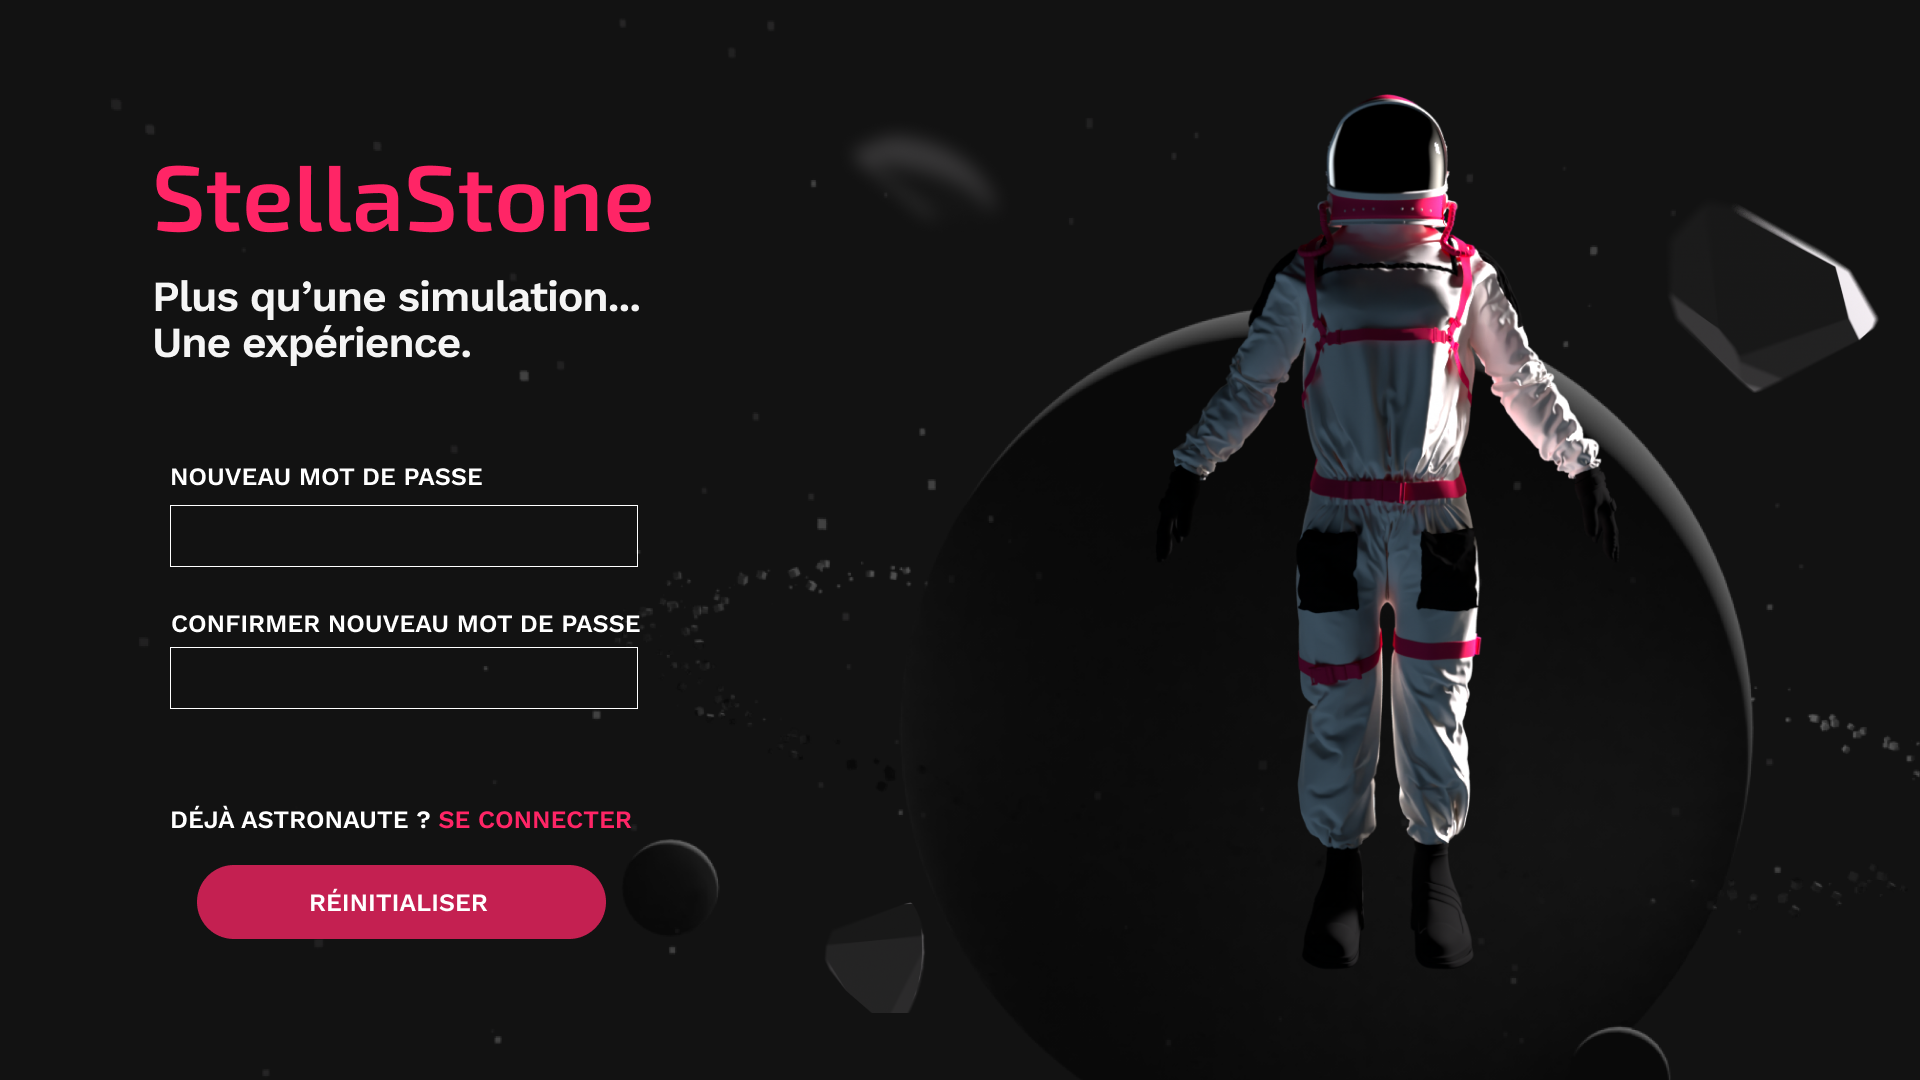 StellaStone
Plus qu’une simulation...
Une expérience.
NOUVEAU MOT DE PASSE
CONFIRMER NOUVEAU MOT DE PASSE
DÉJÀ ASTRONAUTE ? SE CONNECTER
RÉINITIALISER